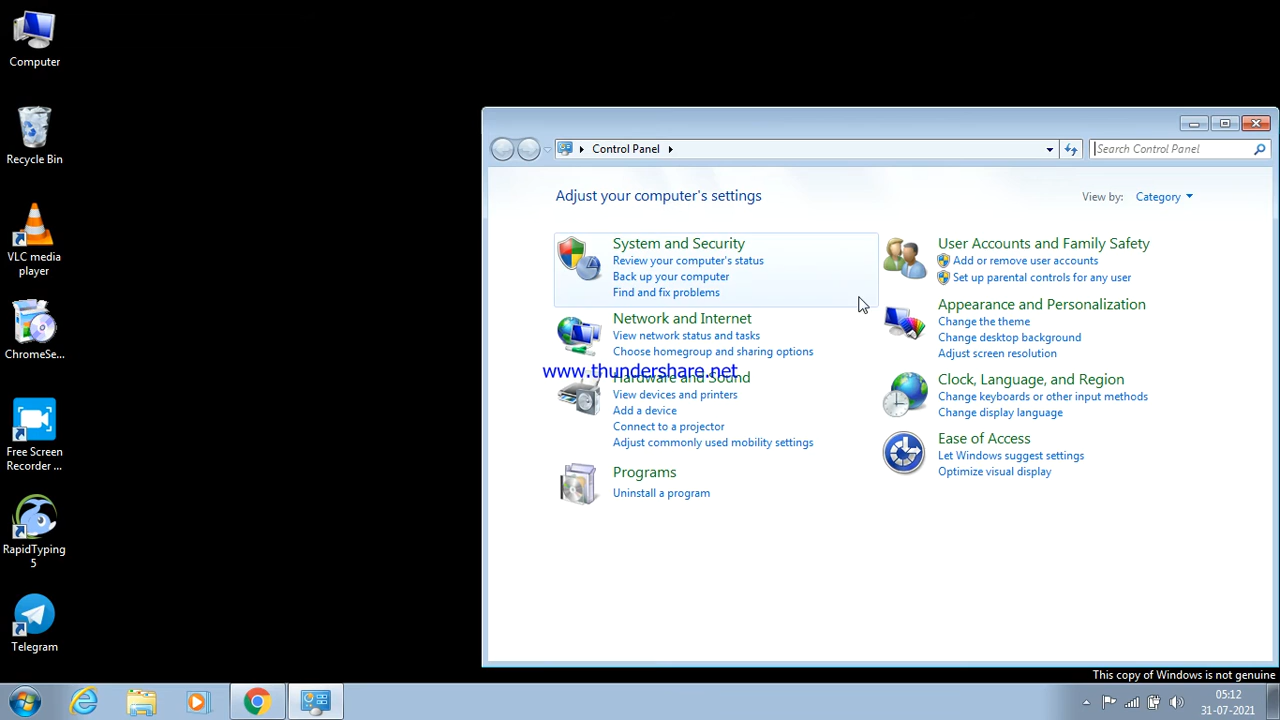 Computer
Recycle Bin
VLC media
player
ChromeSe...
Free Screen
Recorder ...
RapidTyping
5
Telegram
Control Panel
Search Control Panel
Adjust your computer's settings
View by: Category
System and Security
Review your computer's status
Back up your computer
Find and fix problems
Network and Internet
View network status and tasks
Choose homegroup and sharing options
www.thundershare.net
Hardware and Sound
View devices and printers
Add a device
Connect to a projector
Adjust commonly used mobility settings
Programs
Uninstall a program
User Accounts and Family Safety
Add or remove user accounts
Set up parental controls for any user
Appearance and Personalization
Change the theme
Change desktop background
Adjust screen resolution
Clock, Language, and Region
Change keyboards or other input methods
Change display language
Ease of Access
Let Windows suggest settings
Optimize visual display
This copy of Windows is not genuine
05:12
31-07-2021